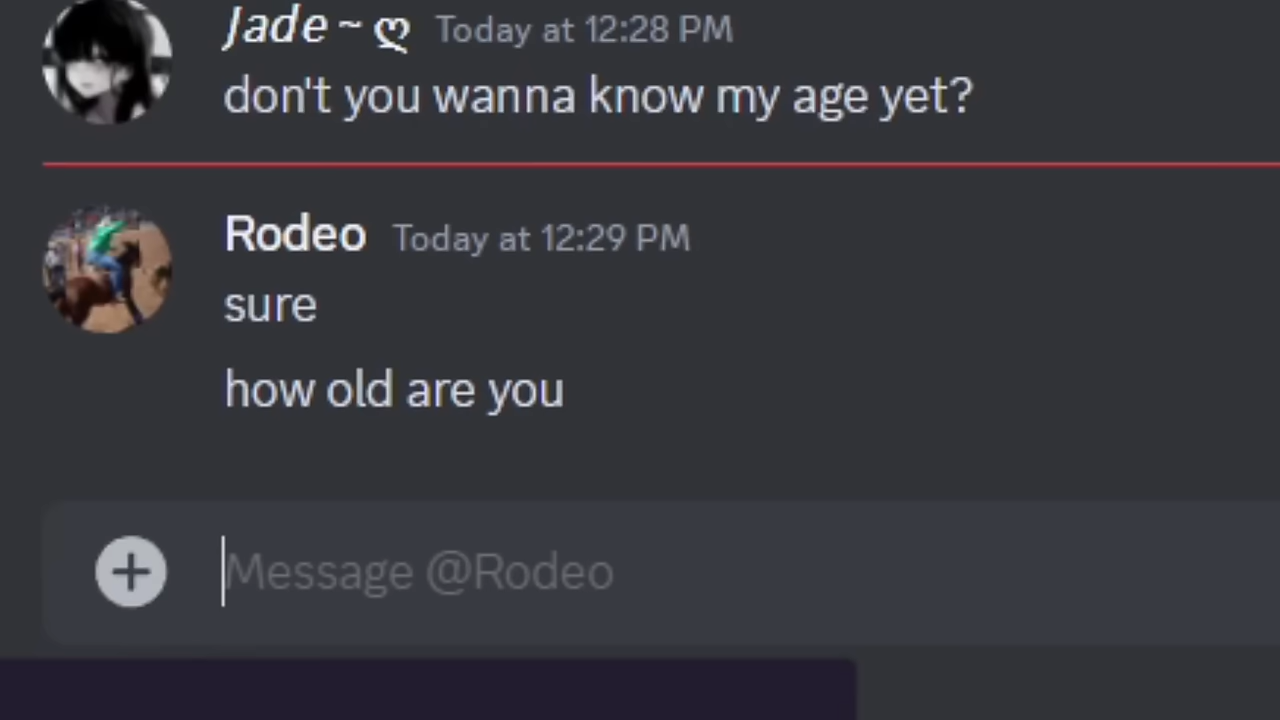 Jade ~ ღ Today at 12:28 PM
don't you wanna know my age yet?
Rodeo Today at 12:29 PM
sure
how old are you
Message @Rodeo